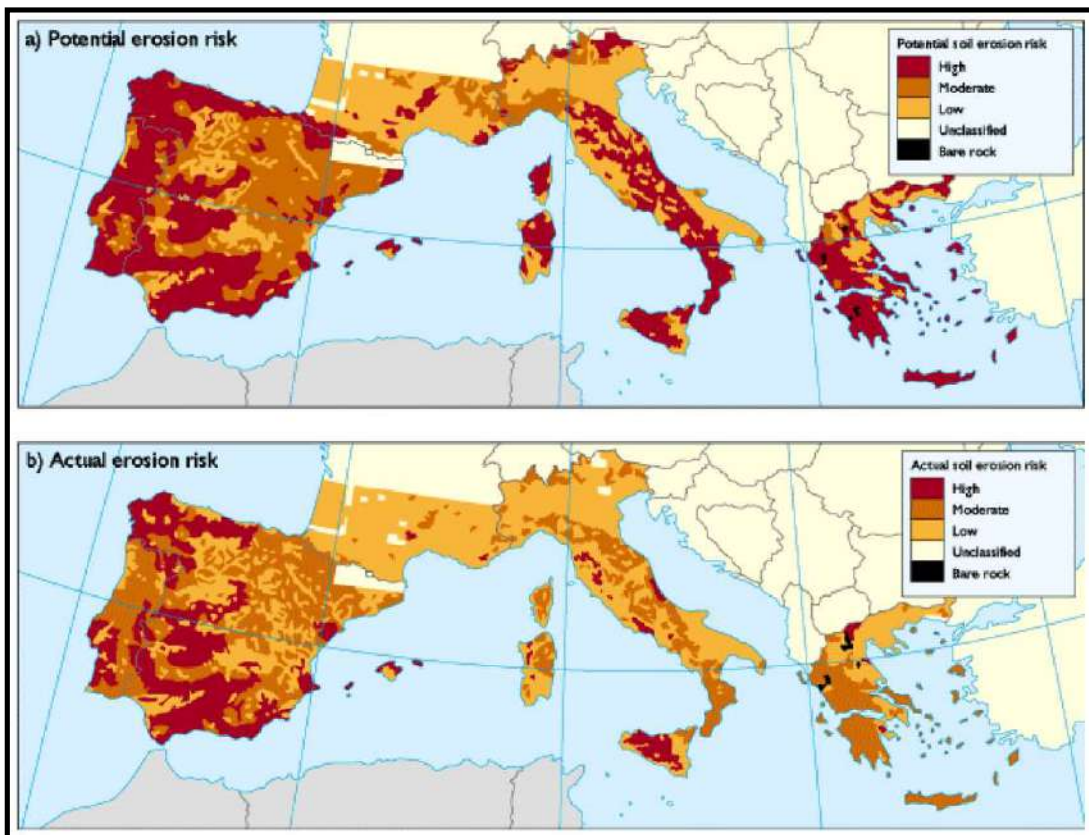 a) Potential erosion risk
Potential soil erosion risk
High
Moderate
Low
Unclassified
Bare rock
b) Actual erosion risk
Actual soil erosion risk
High
Moderate
Low
Unclassified
Bare rock